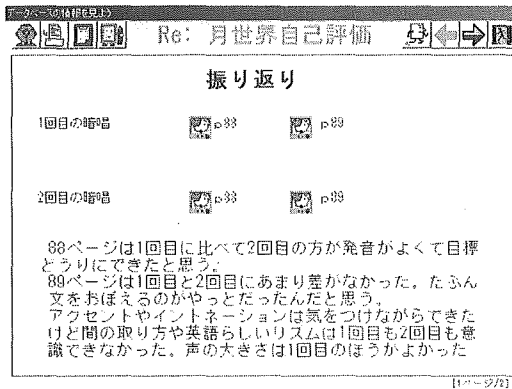 データベースの情報を見よう
Re: 月世界自己評価
振り返り
1回目の暗唱 p88 p89
2回目の暗唱 p88 p89
88ページは1回目に比べて2回目の方が発音がよくて目標
どうりにできたと思う。
89ページは1回目と2回目にあまり差がなかった。たぶん
文をおぼえるのがやっとだったんだと思う。
アクセントやイントネーションは気をつけながらできた
けど間の取り方や英語らしいリズムは1回目も2回目も意
識できなかった。声の大きさは1回目のほうがよかった
[1ページ/2]